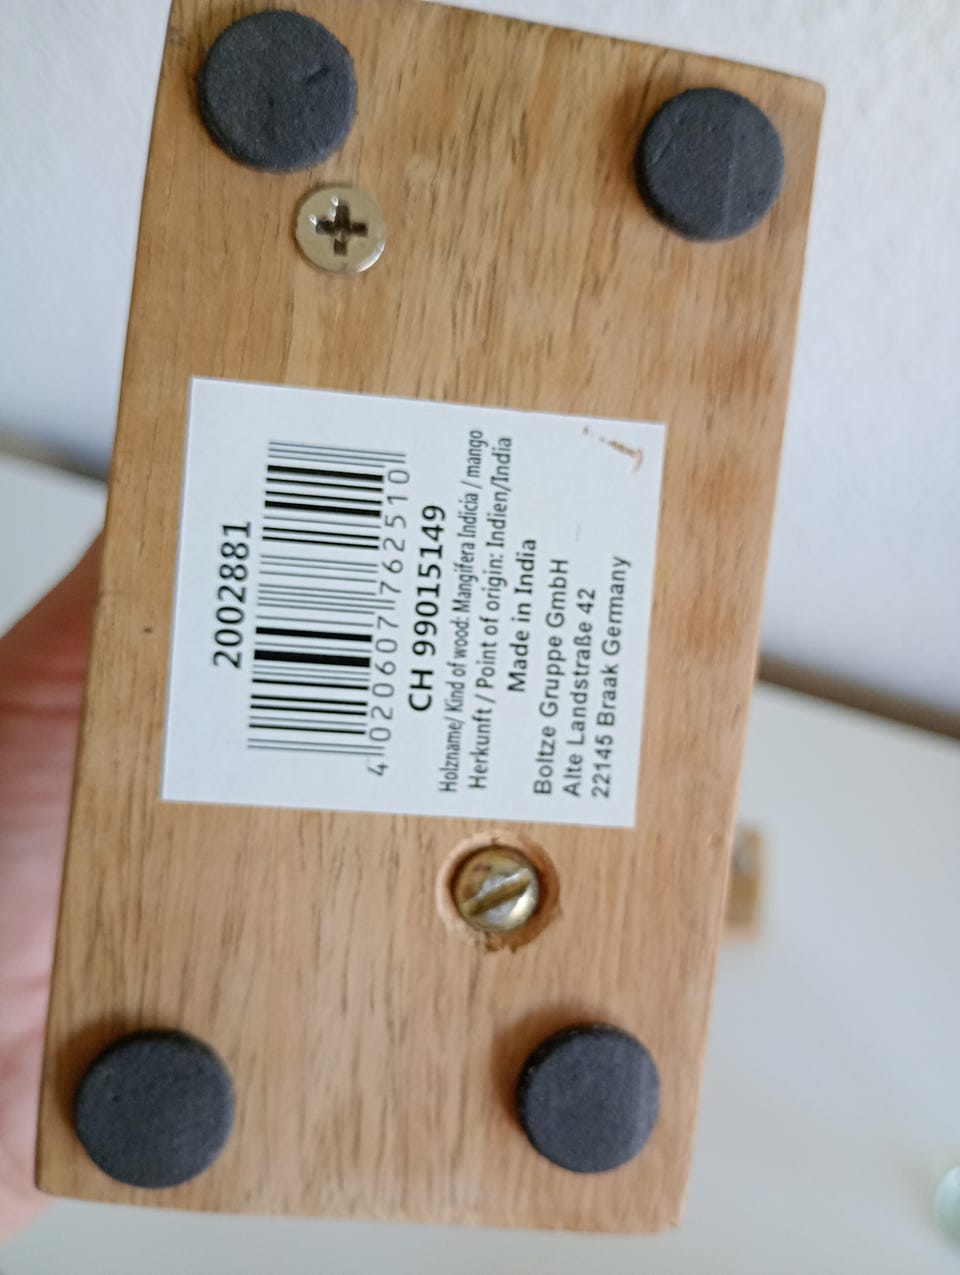 2002881
4 020607 762510
CH 99015149
Holzname/ Kind of wood: Mangifera Indicia / mango
Herkunft / Point of origin: Indien/India
Made in India
Boltze Gruppe GmbH
Alte Landstraße 42
22145 Braak Germany